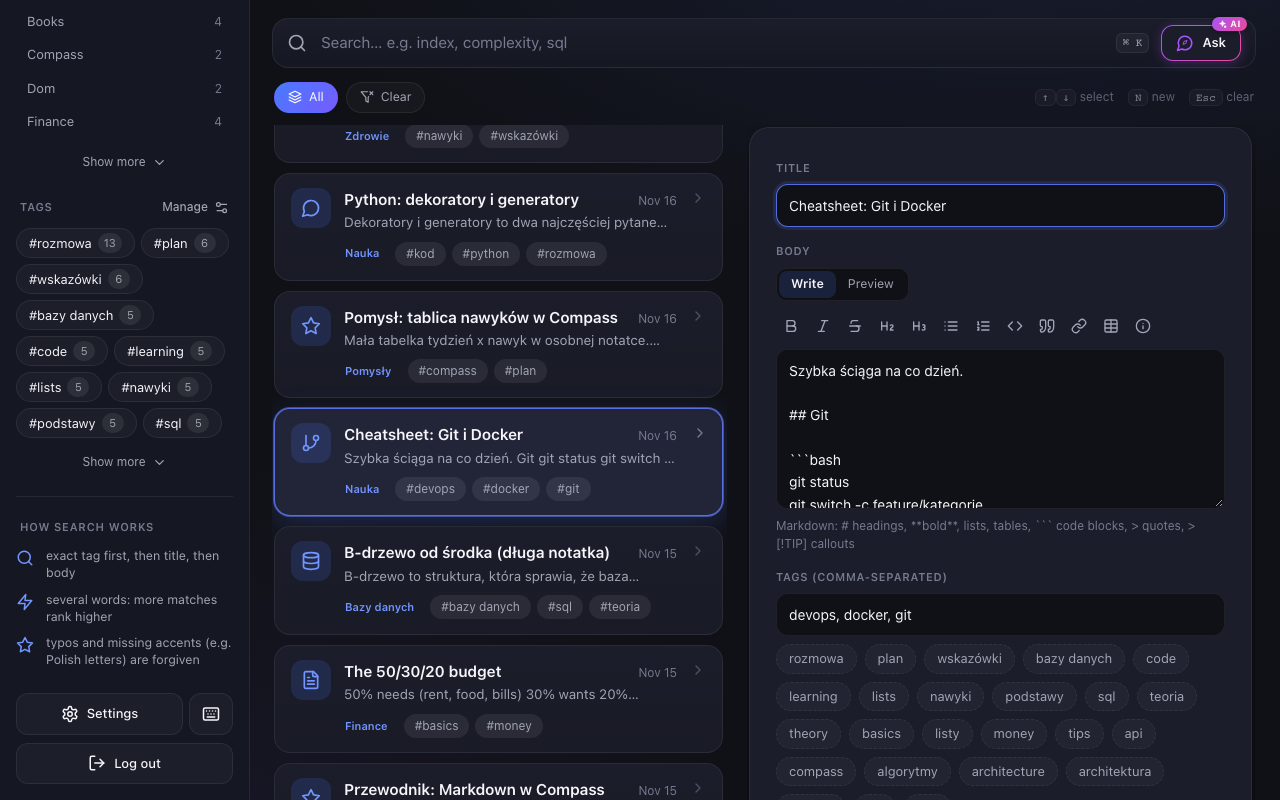 Books 4
Compass 2
Dom 2
Finance 4
Show more
TAGS Manage
#rozmowa 13 #plan 6
#wskazówki 6
#bazy danych 5
#code 5 #learning 5
#lists 5 #nawyki 5
#podstawy 5 #sql 5
Show more
HOW SEARCH WORKS
exact tag first, then title, then
body
several words: more matches
rank higher
typos and missing accents (e.g.
Polish letters) are forgiven
Settings
Log out
Search... e.g. index, complexity, sql
⌘ K
Ask
AI
All
Clear
↑ ↓ select N new Esc clear
Zdrowie #nawyki #wskazówki
Python: dekoratory i generatory Nov 16
Dekoratory i generatory to dwa najczęściej pytane...
Nauka #kod #python #rozmowa
Pomysł: tablica nawyków w Compass Nov 16
Mała tabelka tydzień x nawyk w osobnej notatce....
Pomysły #compass #plan
Cheatsheet: Git i Docker Nov 16
Szybka ściąga na co dzień. Git git status git switch ...
Nauka #devops #docker #git
B-drzewo od środka (długa notatka) Nov 15
B-drzewo to struktura, która sprawia, że baza...
Bazy danych #bazy danych #sql #teoria
The 50/30/20 budget Nov 15
50% needs (rent, food, bills) 30% wants 20%...
Finance #basics #money
Przewodnik: Markdown w Compass Nov 15
TITLE
Cheatsheet: Git i Docker
BODY
Write Preview
B I S H2 H3
Szybka ściąga na co dzień.
## Git
```bash
git status
git switch -c feature/kategorie
Markdown: # headings, **bold**, lists, tables, ``` code blocks, > quotes, >
[!TIP] callouts
TAGS (COMMA-SEPARATED)
devops, docker, git
rozmowa plan wskazówki bazy danych code
learning lists nawyki podstawy sql teoria
theory basics listy money tips api
compass algorytmy architecture architektura